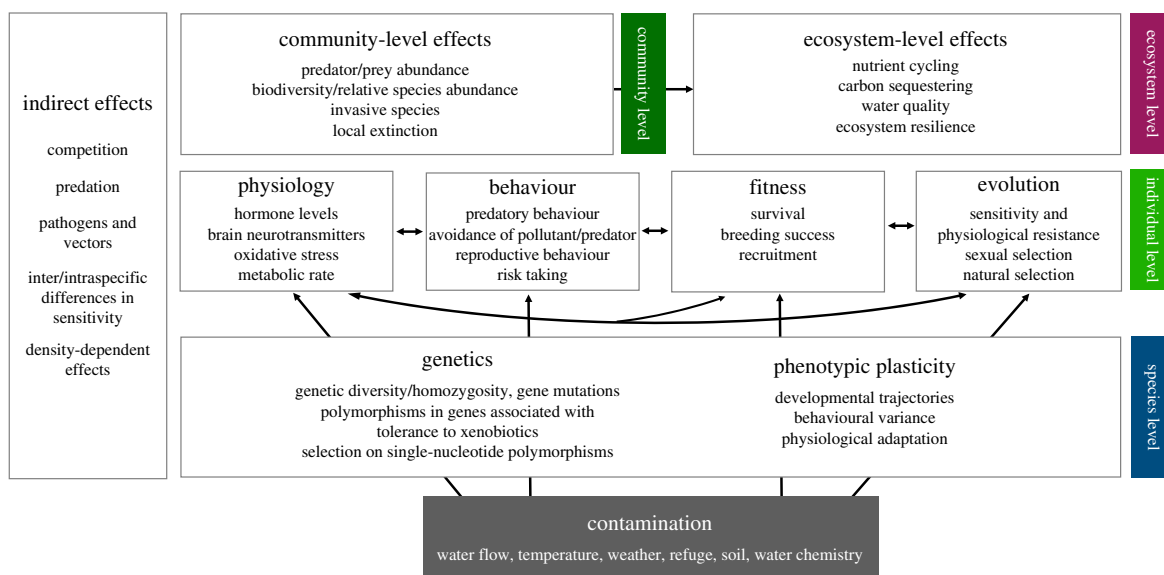 indirect effects
competition
predation
pathogens and
vectors
inter/intraspecific
differences in
sensitivity
density-dependent
effects
community-level effects
predator/prey abundance
biodiversity/relative species abundance
invasive species
local extinction
community level
ecosystem-level effects
nutrient cycling
carbon sequestering
water quality
ecosystem resilience
ecosystem level
physiology
hormone levels
brain neurotransmitters
oxidative stress
metabolic rate
behaviour
predatory behaviour
avoidance of pollutant/predator
reproductive behaviour
risk taking
fitness
survival
breeding success
recruitment
evolution
sensitivity and
physiological resistance
sexual selection
natural selection
individual level
genetics
genetic diversity/homozygosity, gene mutations
polymorphisms in genes associated with
tolerance to xenobiotics
selection on single-nucleotide polymorphisms
phenotypic plasticity
developmental trajectories
behavioural variance
physiological adaptation
species level
contamination
water flow, temperature, weather, refuge, soil, water chemistry